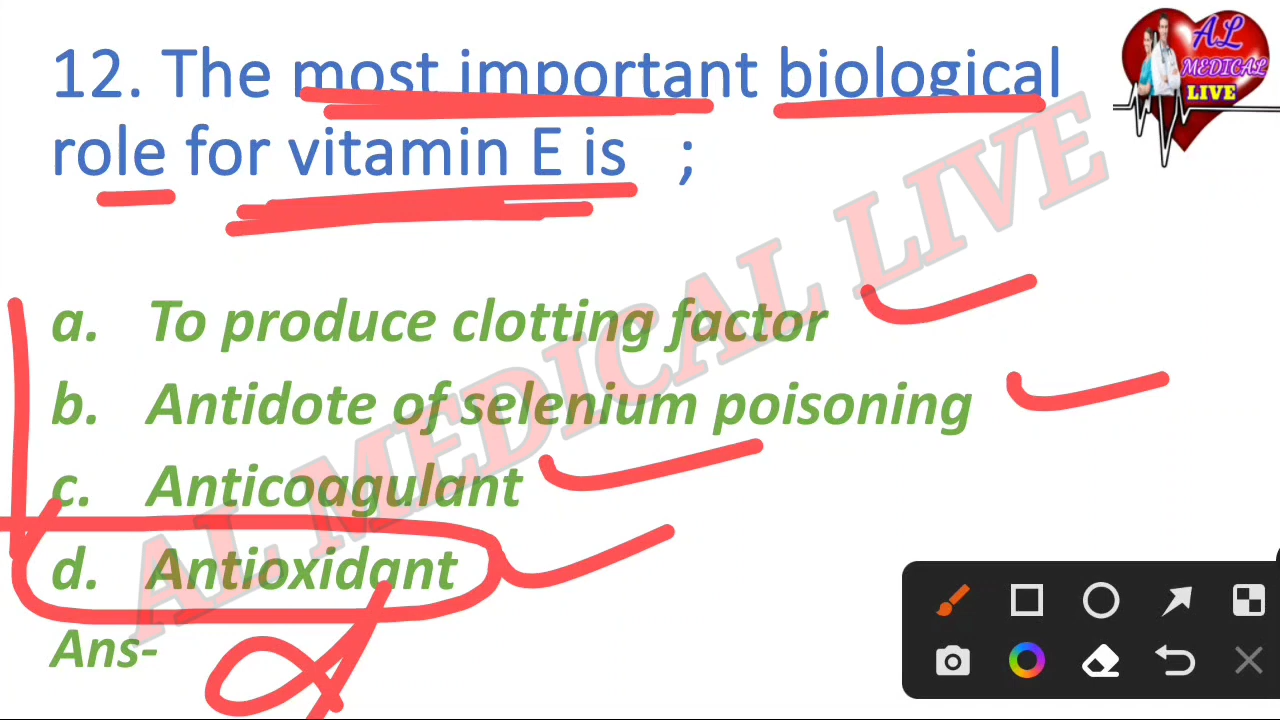 12. The most important biological
role for vitamin E is ;
a. To produce clotting factor
b. Antidote of selenium poisoning
c. Anticoagulant
d. Antioxidant
Ans- d
AL
MEDICAL
LIVE
AL MEDICAL LIVE